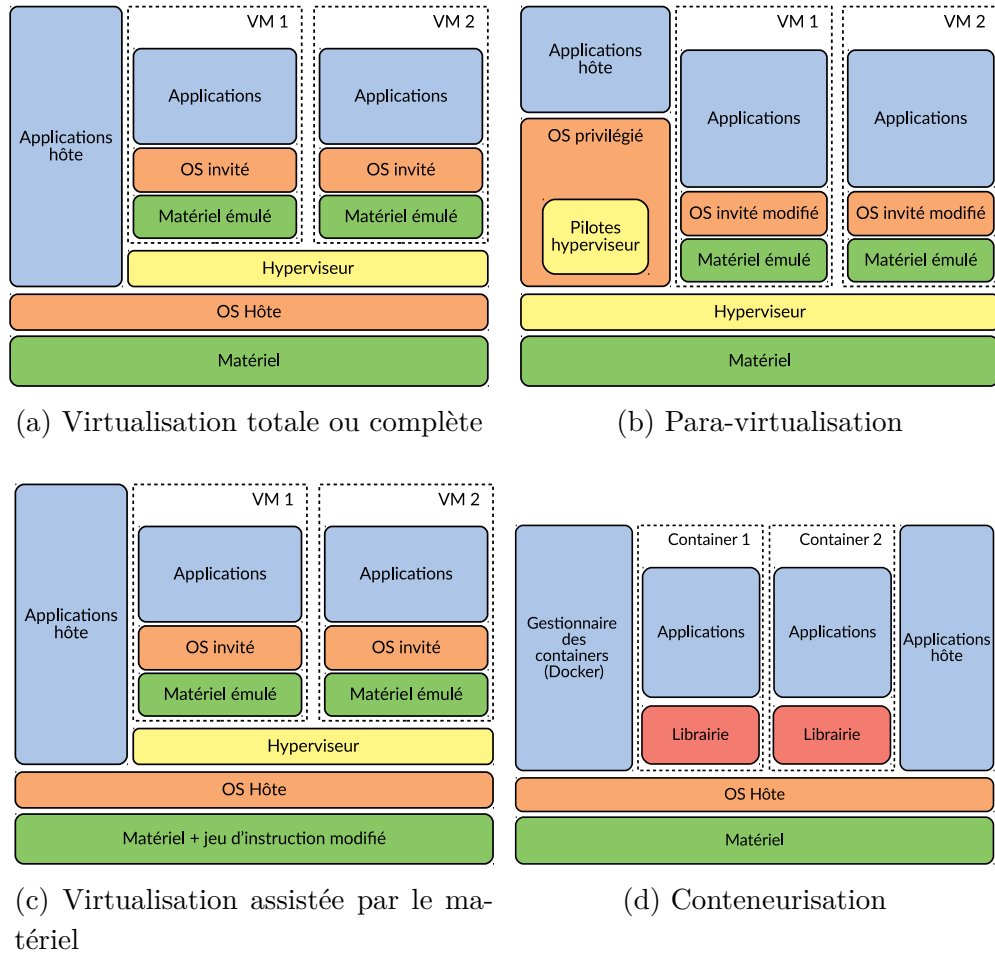 VM 1
VM 2
Applications
hôte
Applications
Applications
OS invité
OS invité
Matériel émulé
Matériel émulé
Hyperviseur
OS Hôte
Matériel
(a) Virtualisation totale ou complète
VM 1
VM 2
Applications
hôte
OS privilégié
Pilotes
hyperviseur
Applications
Applications
OS invité modifié
OS invité modifié
Matériel émulé
Matériel émulé
Hyperviseur
Matériel
(b) Para-virtualisation
VM 1
VM 2
Applications
hôte
Applications
Applications
OS invité
OS invité
Matériel émulé
Matériel émulé
Hyperviseur
OS Hôte
Matériel + jeu d'instruction modifié
(c) Virtualisation assistée par le ma-
tériel
Container 1
Container 2
Gestionnaire
des
containers
(Docker)
Applications
Applications
Applications
hôte
Librairie
Librairie
OS Hôte
Matériel
(d) Conteneurisation